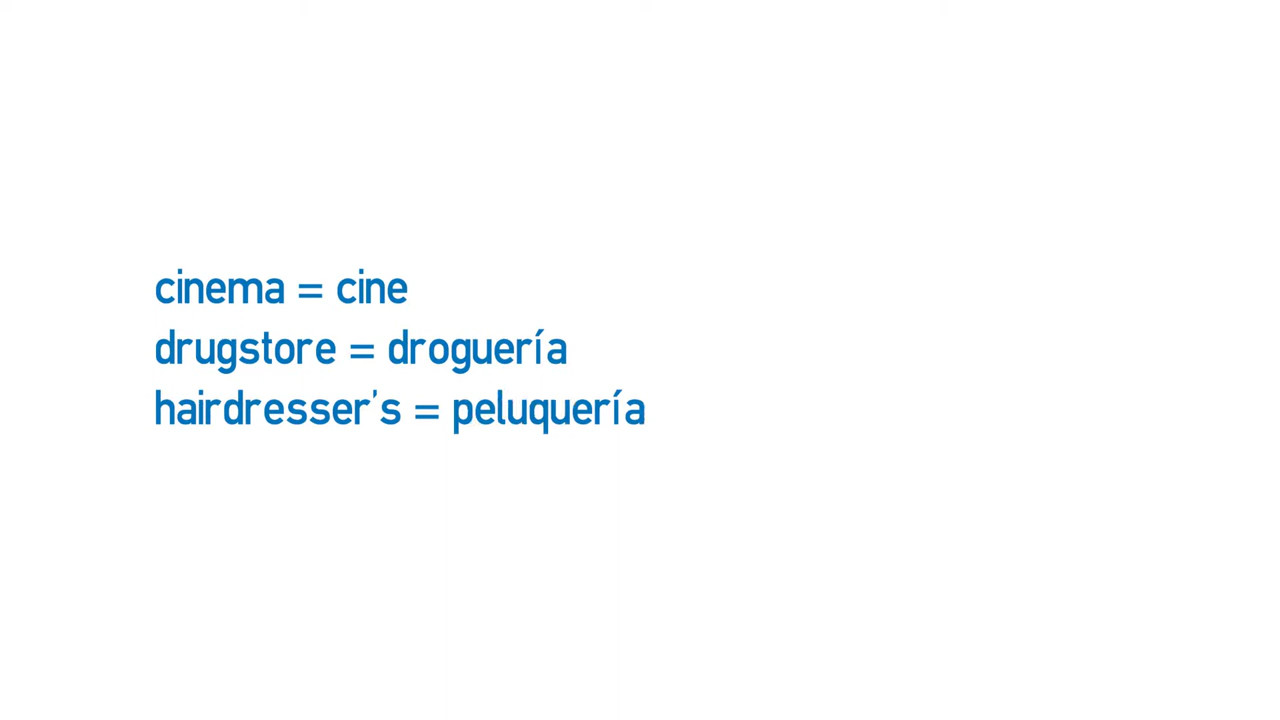 cinema = cine
drugstore = droguería
hairdresser's = peluquería